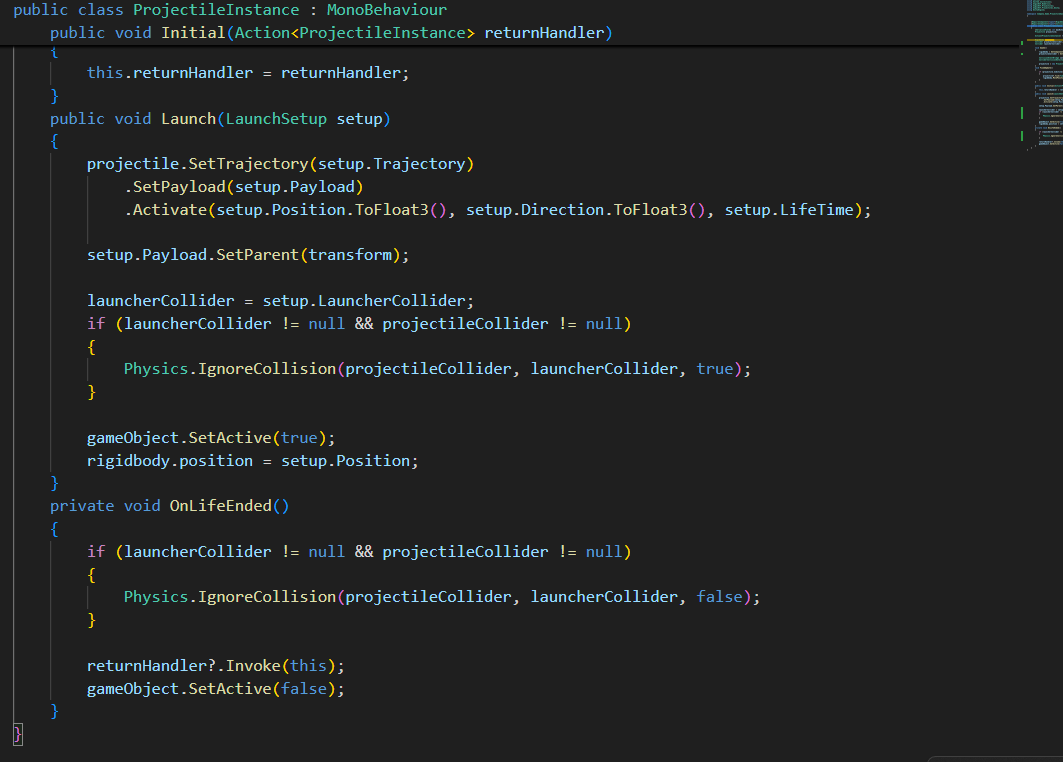 public class ProjectileInstance : MonoBehaviour
public void Initial(Action<ProjectileInstance> returnHandler)
{
this.returnHandler = returnHandler;
}
public void Launch(LaunchSetup setup)
{
projectile.SetTrajectory(setup.Trajectory)
.SetPayload(setup.Payload)
.Activate(setup.Position.ToFloat3(), setup.Direction.ToFloat3(), setup.LifeTime);
setup.Payload.SetParent(transform);
launcherCollider = setup.LauncherCollider;
if (launcherCollider != null && projectileCollider != null)
{
Physics.IgnoreCollision(projectileCollider, launcherCollider, true);
}
gameObject.SetActive(true);
rigidbody.position = setup.Position;
}
private void OnLifeEnded()
{
if (launcherCollider != null && projectileCollider != null)
{
Physics.IgnoreCollision(projectileCollider, launcherCollider, false);
}
returnHandler?.Invoke(this);
gameObject.SetActive(false);
}
}